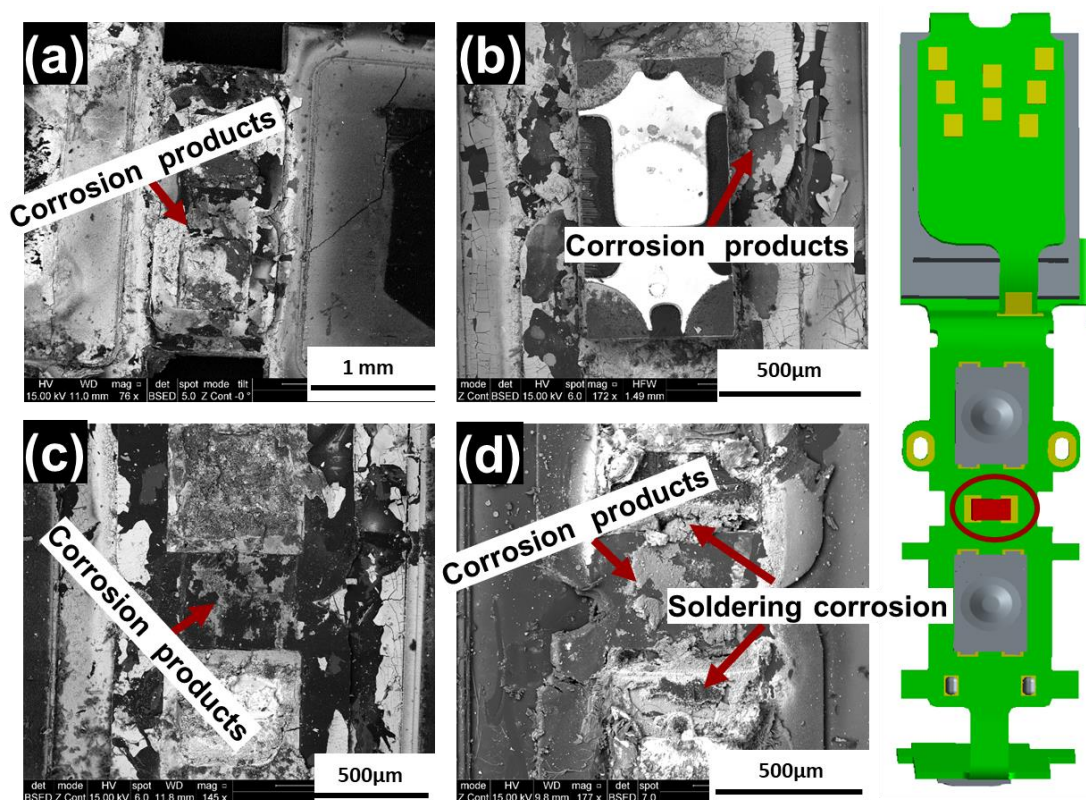 (a)
Corrosion products
1 mm
HV WD mag □ det spot mode tilt
15.00 kV 11.0 mm 76 x BSED 5.0 Z Cont -0 °
(b)
Corrosion products
500µm
mode det HV spot mag □ WD HFW
Z Cont BSED 15.00 kV 6.0 172 x 1.49 mm
(c)
Corrosion products
500µm
det mode HV spot WD mag □
BSED Z Cont 15.00 kV 6.0 11.8 mm 145 x
(d)
Corrosion products
Soldering corrosion
500µm
mode HV WD mag □ det spot
Z Cont 15.00 kV 9.8 mm 177 x BSED 7.0